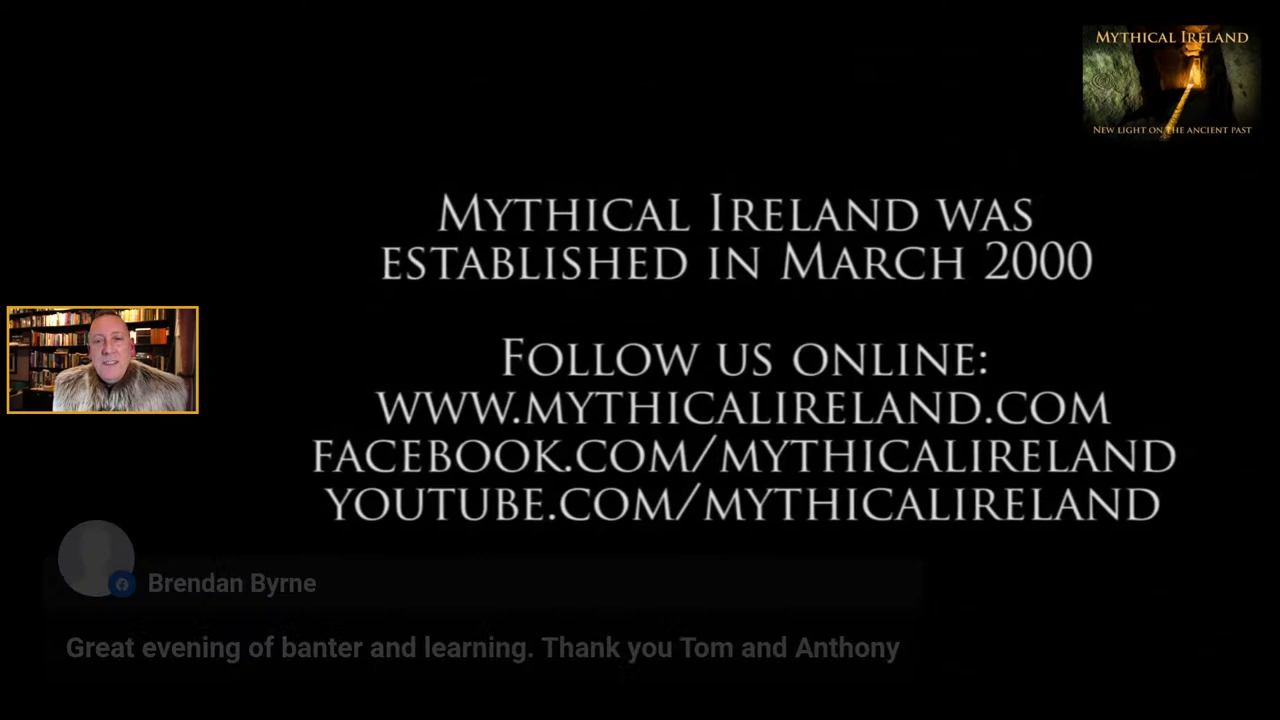 MYTHICAL IRELAND
NEW LIGHT ON THE ANCIENT PAST
MYTHICAL IRELAND WAS
ESTABLISHED IN MARCH 2000
FOLLOW US ONLINE:
WWW.MYTHICALIRELAND.COM
FACEBOOK.COM/MYTHICALIRELAND
YOUTUBE.COM/MYTHICALIRELAND
Brendan Byrne
Great evening of banter and learning. Thank you Tom and Anthony